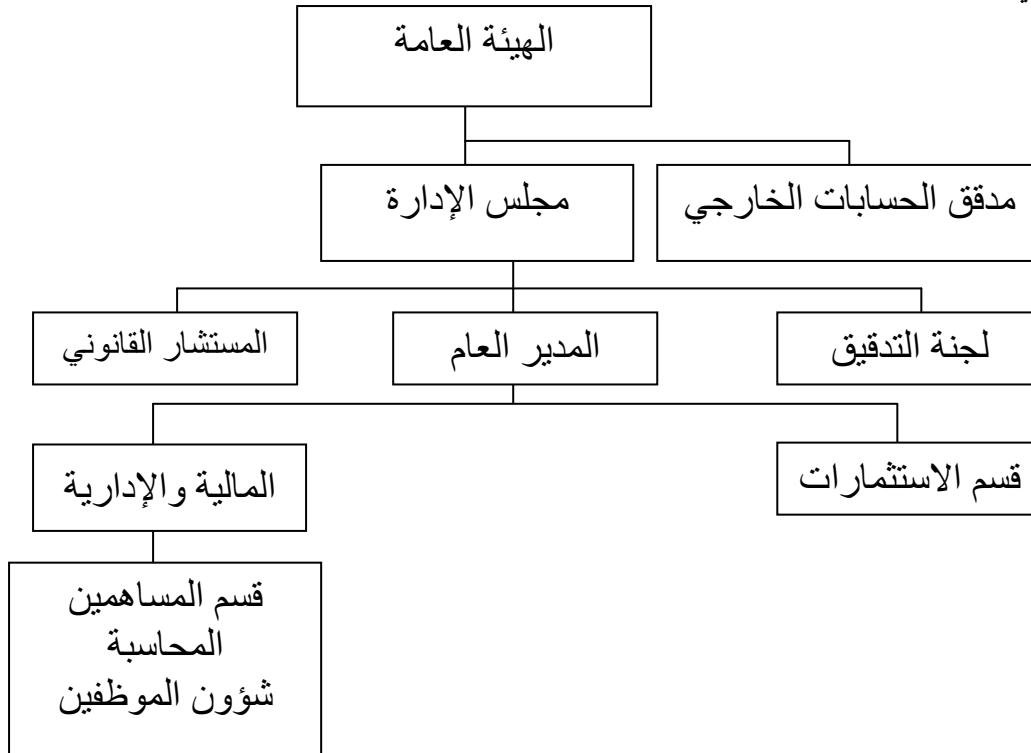 الهيئة العامة
مدقق الحسابات الخارجي
مجلس الإدارة
لجنة التدقيق
المدير العام
المستشار القانوني
قسم الاستثمارات
المالية والإدارية
قسم المساهمين
المحاسبة
شؤون الموظفين